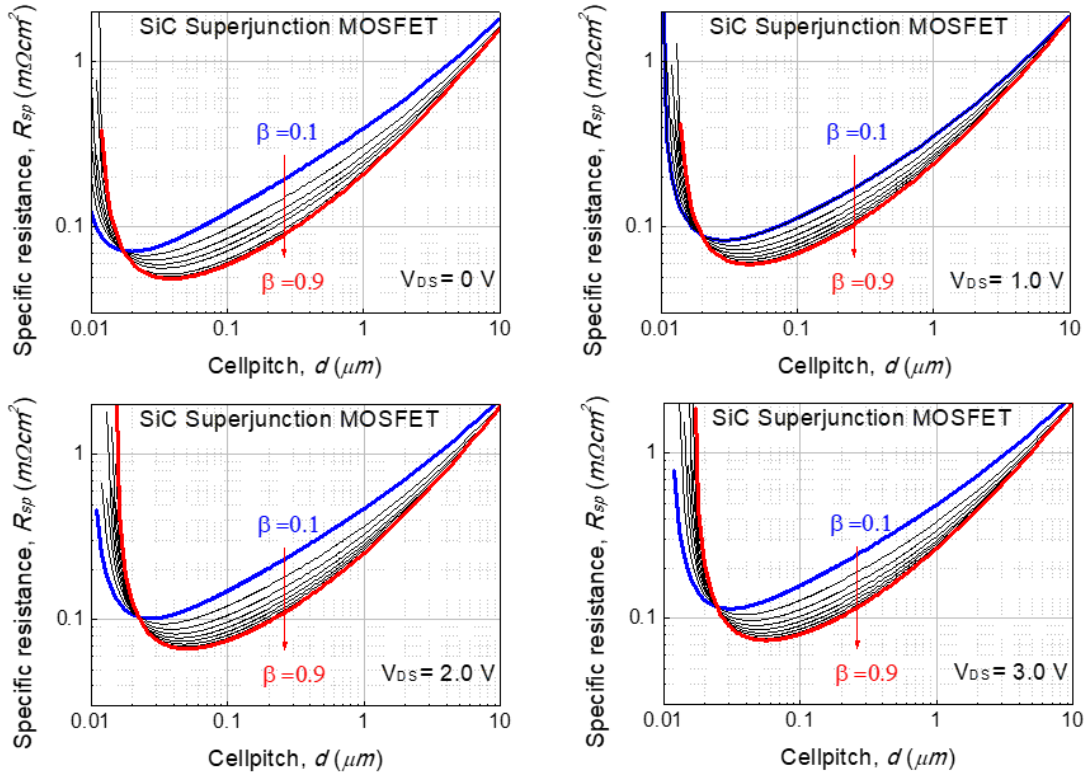 SiC Superjunction MOSFET
Specific resistance, Rsp (mΩcm²)
1
0.1
β =0.1
β =0.9
VDS= 0 V
0.01 0.1 1 10
Cellpitch, d (μm)
SiC Superjunction MOSFET
Specific resistance, Rsp (mΩcm²)
1
0.1
β =0.1
β =0.9
VDS= 1.0 V
0.01 0.1 1 10
Cellpitch, d (μm)
SiC Superjunction MOSFET
Specific resistance, Rsp (mΩcm²)
1
0.1
β =0.1
β =0.9
VDS= 2.0 V
0.01 0.1 1 10
Cellpitch, d (μm)
SiC Superjunction MOSFET
Specific resistance, Rsp (mΩcm²)
1
0.1
β =0.1
β =0.9
VDS= 3.0 V
0.01 0.1 1 10
Cellpitch, d (μm)